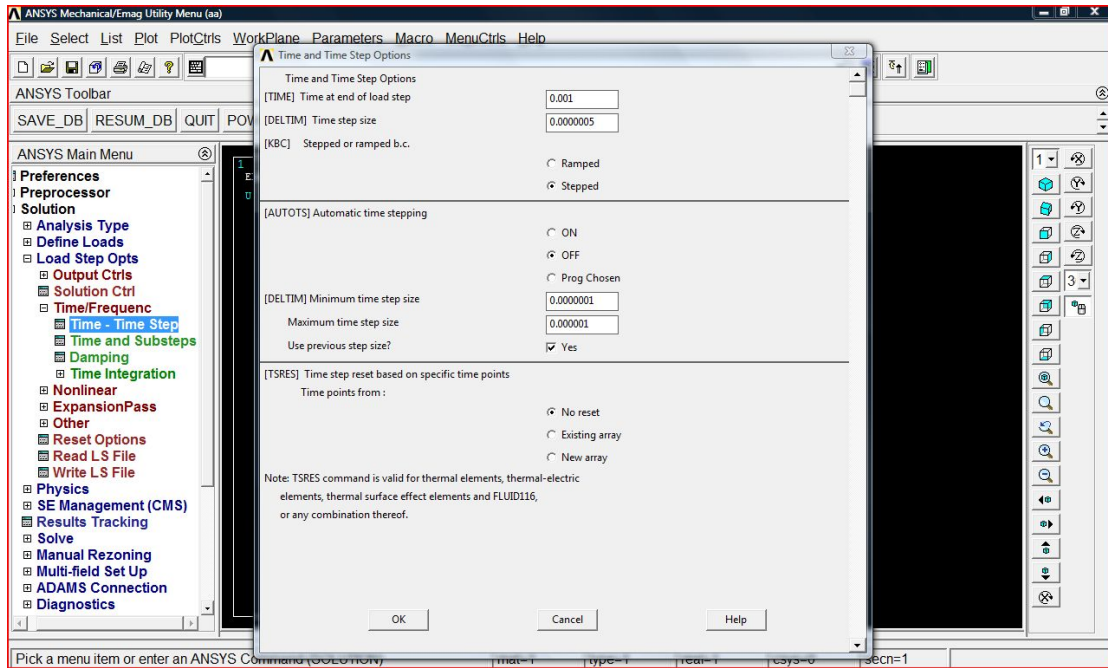 ANSYS Mechanical/Emag Utility Menu (aa)
File Select List Plot PlotCtrls WorkPlane Parameters Macro MenuCtrls Help
ANSYS Toolbar
SAVE_DB RESUM_DB QUIT
ANSYS Main Menu
Preferences
Preprocessor
Solution
Analysis Type
Define Loads
Load Step Opts
Output Ctrls
Solution Ctrl
Time/Frequenc
Time - Time Step
Time and Substeps
Damping
Time Integration
Nonlinear
ExpansionPass
Other
Reset Options
Read LS File
Write LS File
Physics
SE Management (CMS)
Results Tracking
Solve
Manual Rezoning
Multi-field Set Up
ADAMS Connection
Diagnostics
1
Time and Time Step Options
Time and Time Step Options
[TIME] Time at end of load step 0.001
[DELTIM] Time step size 0.0000005
[KBC] Stepped or ramped b.c.
Ramped
Stepped
[AUTOTS] Automatic time stepping
ON
OFF
Prog Chosen
[DELTIM] Minimum time step size 0.0000001
Maximum time step size 0.000001
Use previous step size? Yes
[TSRES] Time step reset based on specific time points
Time points from :
No reset
Existing array
New array
Note: TSRES command is valid for thermal elements, thermal-electric
elements, thermal surface effect elements and FLUID116,
or any combination thereof.
OK Cancel Help
1
3
Pick a menu item or enter an ANSYS Command (SOLUTION) mat=1 type=1 real=1 csys=0 secn=1